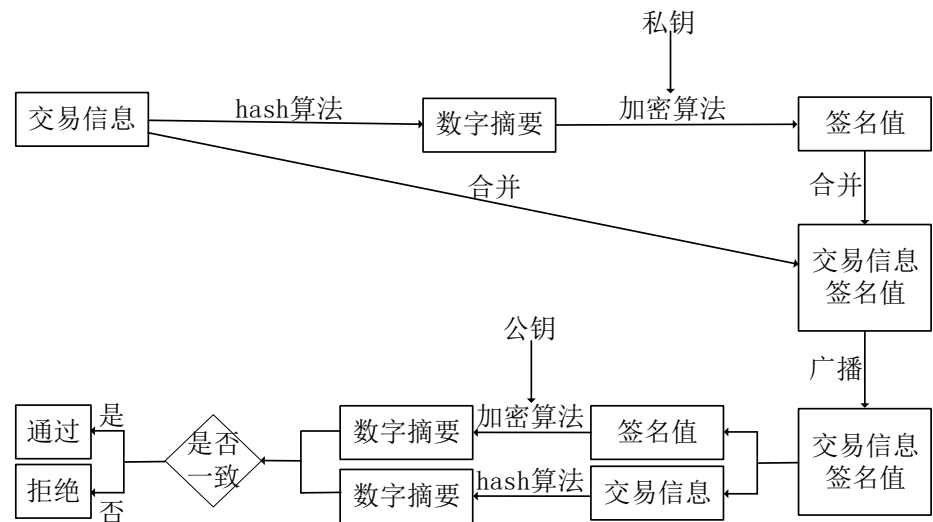 私钥
交易信息
hash算法
数字摘要
加密算法
签名值
合并
合并
交易信息
签名值
公钥
广播
通过
是
是否
一致
数字摘要
加密算法
签名值
交易信息
签名值
拒绝
否
数字摘要
hash算法
交易信息